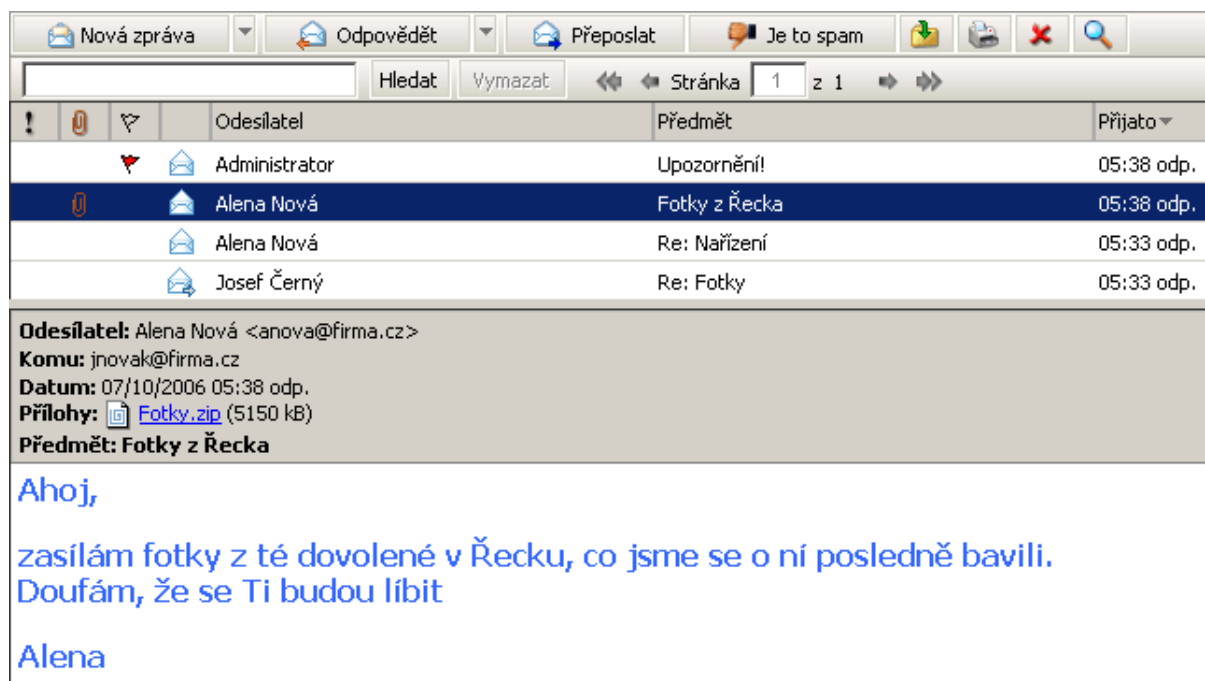 Nová zpráva Odpovědět Přeposlat Je to spam
Hledat Vymazat Stránka 1 z 1
! Odesílatel Předmět Přijato
Administrator Upozornění! 05:38 odp.
Alena Nová Fotky z Řecka 05:38 odp.
Alena Nová Re: Nařízení 05:33 odp.
Josef Černý Re: Fotky 05:33 odp.
Odesílatel: Alena Nová <anova@firma.cz>
Komu: jnovak@firma.cz
Datum: 07/10/2006 05:38 odp.
Přílohy: Fotky.zip (5150 kB)
Předmět: Fotky z Řecka
Ahoj,
zasílám fotky z té dovolené v Řecku, co jsme se o ní posledně bavili.
Doufám, že se Ti budou líbit
Alena